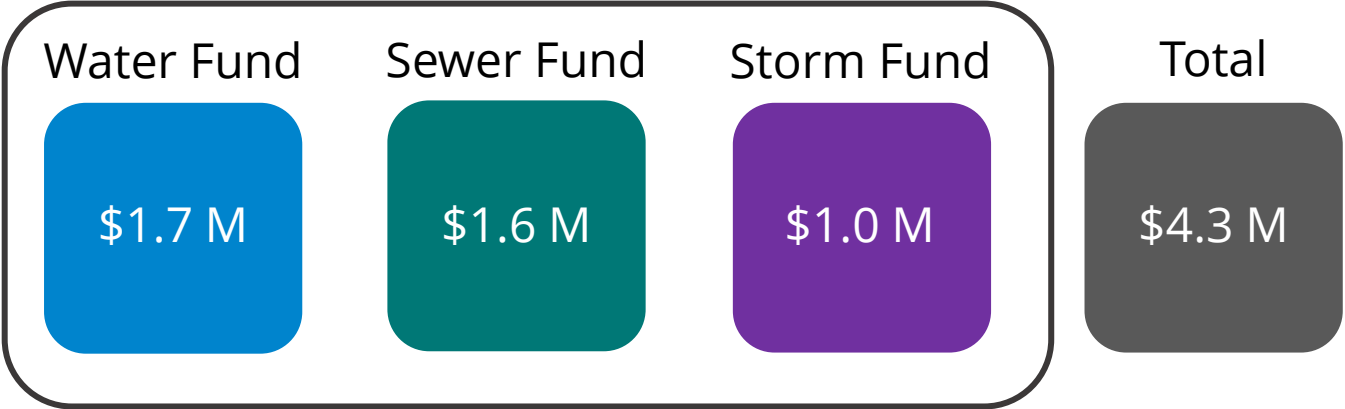 Water Fund
Sewer Fund
Storm Fund
Total
$1.7 M
$1.6 M
$1.0 M
$4.3 M